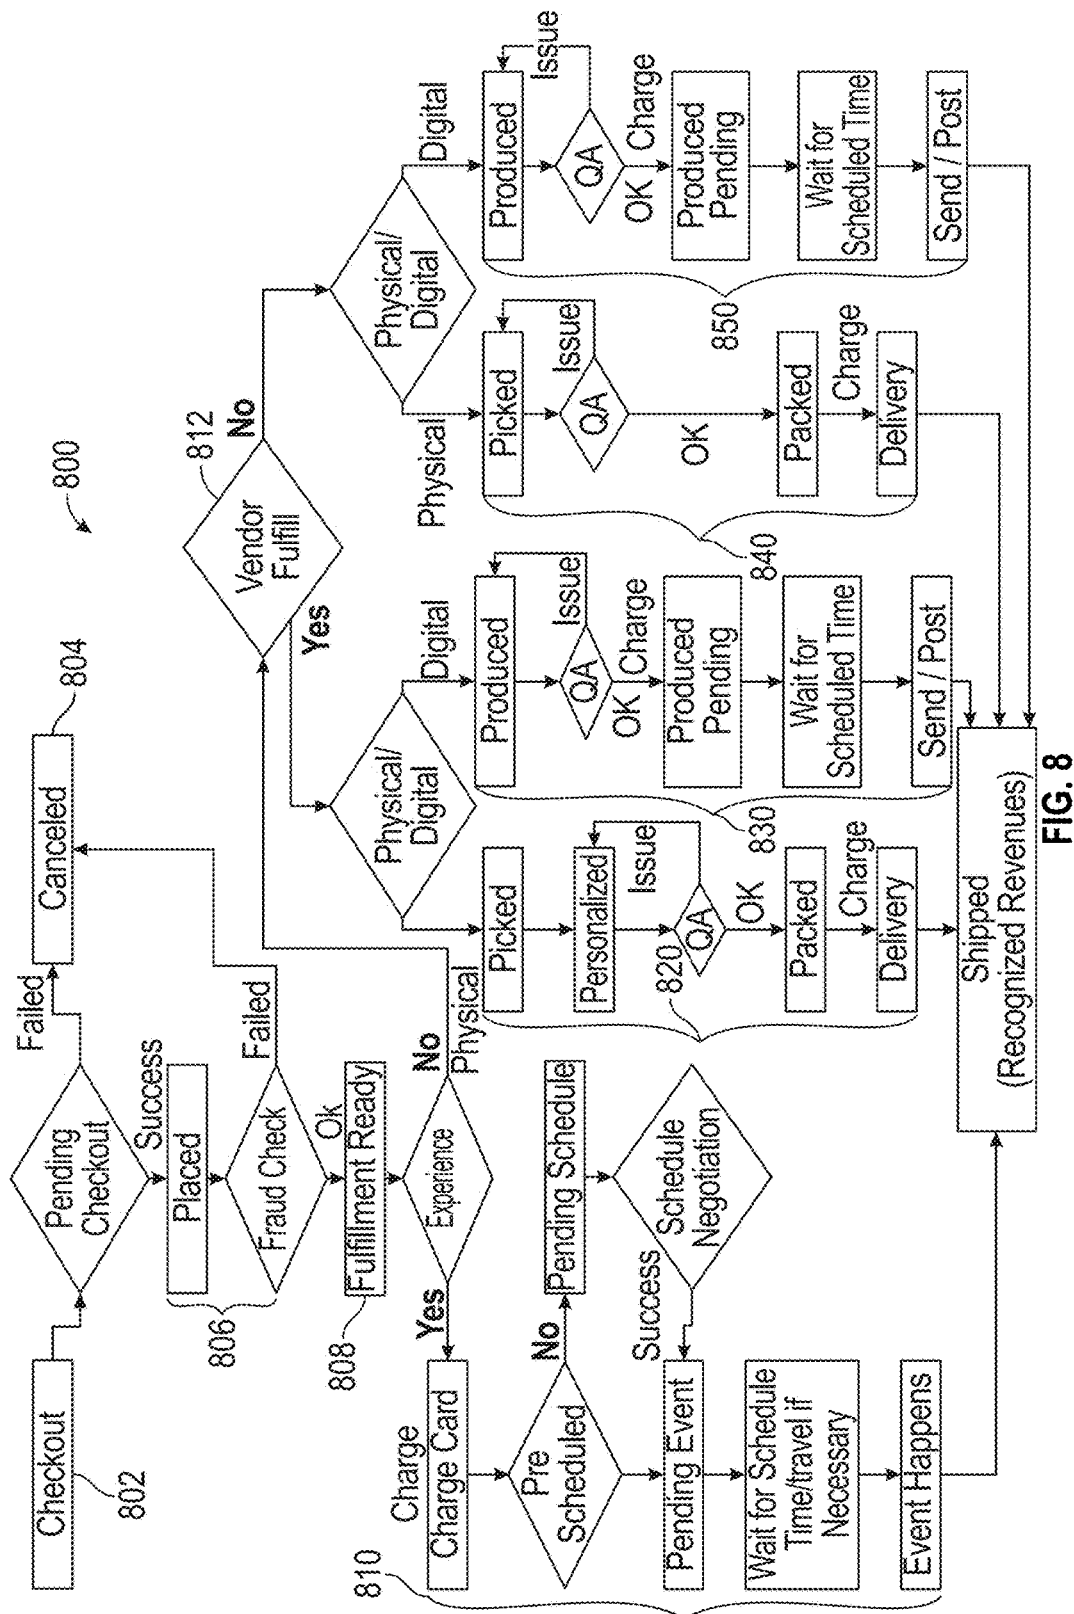 800
Checkout
802
Pending
Checkout
Failed
Canceled
804
Success
Placed
806
Fraud Check
Failed
Ok
Fulfillment Ready
808
Experience
Yes
No
Physical
Vendor
Fulfill
812
Yes
No
Charge
Charge Card
Pre
Scheduled
No
Pending Schedule
Schedule
Negotiation
Success
Pending Event
Wait for Schedule
Time/travel if
Necessary
Event Happens
810
Physical/
Digital
Picked
Personalized
Issue
QA
OK
Packed
Charge
Delivery
820
Digital
Produced
Issue
QA
OK
Charge
Produced
Pending
Wait for
Scheduled Time
Send / Post
830
Physical/
Digital
Physical
Picked
Issue
QA
OK
Packed
Charge
Delivery
840
Digital
Produced
Issue
QA
OK
Charge
Produced
Pending
Wait for
Scheduled Time
Send / Post
850
Shipped
(Recognized Revenues)
FIG. 8